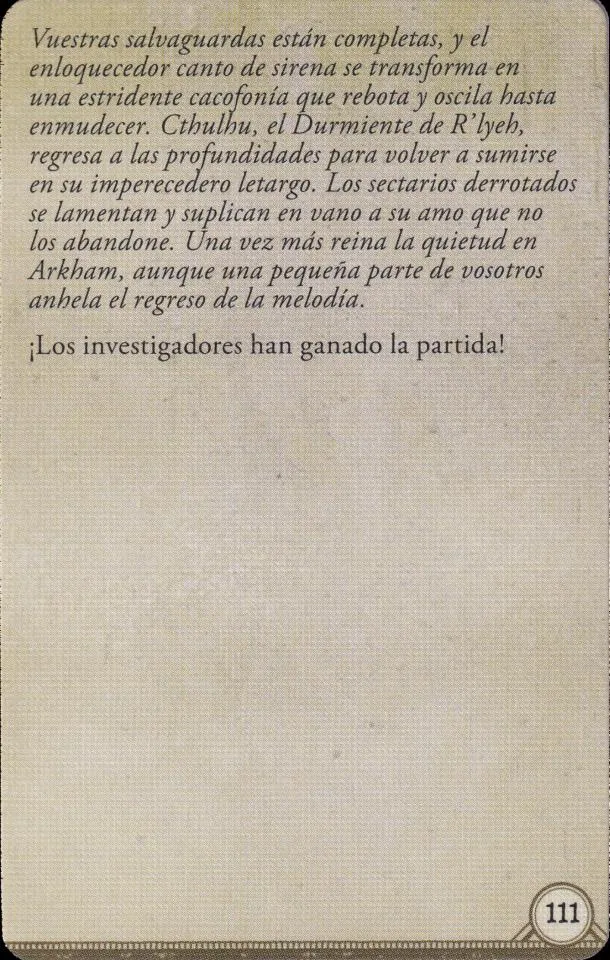 Vuestras salvaguardas están completas, y el
enloquecedor canto de sirena se transforma en
una estridente cacofonía que rebota y oscila hasta
enmudecer. Cthulhu, el Durmiente de R'lyeh,
regresa a las profundidades para volver a sumirse
en su imperecedero letargo. Los sectarios derrotados
se lamentan y suplican en vano a su amo que no
los abandone. Una vez más reina la quietud en
Arkham, aunque una pequeña parte de vosotros
anhela el regreso de la melodía.
¡Los investigadores han ganado la partida!
111